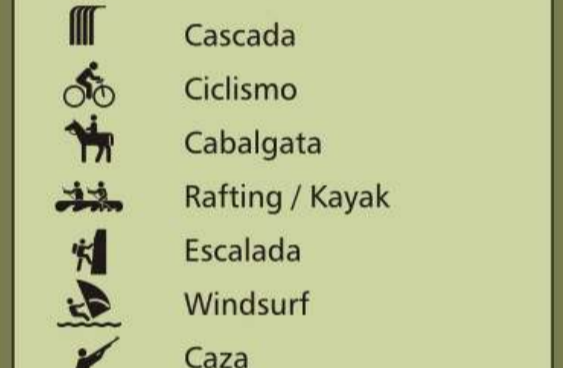 Cascada
Ciclismo
Cabalgata
Rafting / Kayak
Escalada
Windsurf
Caza